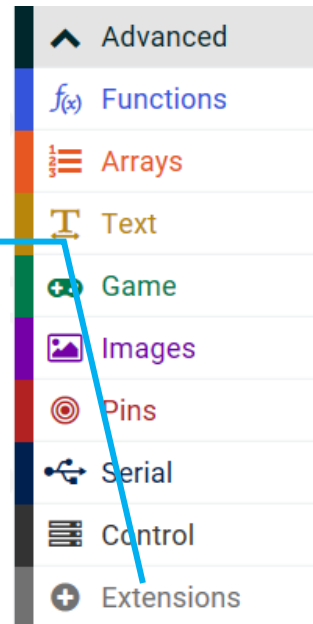 Advanced
f(x) Functions
Arrays
Text
Game
Images
Pins
Serial
Control
Extensions